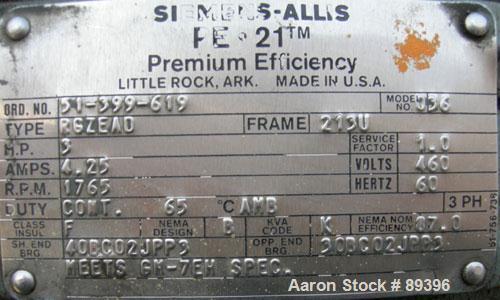 SIEMENS-ALLIS
PE·21™
Premium Efficiency
LITTLE ROCK, ARK. MADE IN U.S.A.
ORD. NO. 51-399-619 MODEL NO. 036
TYPE RGZEAD FRAME 213U
H.P. 3 SERVICE FACTOR 1.0
AMPS. 4.25 VOLTS 460
R.P.M. 1765 HERTZ 60
DUTY CONT. 65 °C AMB 3 PH
CLASS INSUL F NEMA DESIGN B KVA CODE K NEMA NOM EFFICIENCY 87.0
SH. END BRG. 40BC02JPP3 OPP END BRG. 30BC02JPP3
MEETS GM-7EH SPEC.
Aaron Stock # 89396